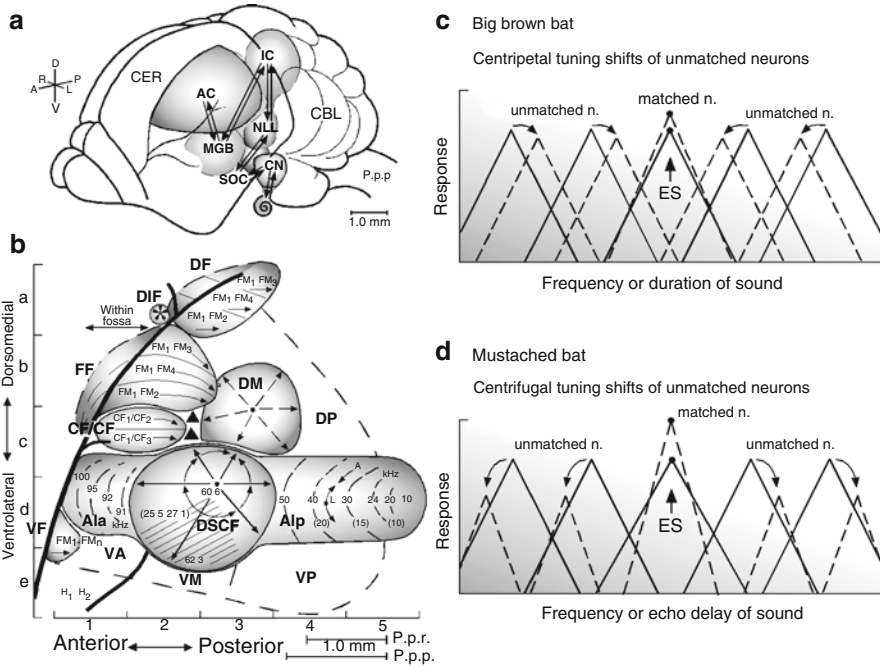 a
D
R P
A L
V
CER
IC
AC
CBL
NLL
MGB
CN
SOC
P.p.p
1.0 mm
b
Dorsomedial
Ventrolateral
a
b
c
d
e
DF
FM1 FM3
DIF
FM1 FM4
Within
fossa
FM1 FM2
FF
FM1 FM3
FM1 FM4
FM1 FM2
DM
DP
CF/CF
CF1/CF2
CF1/CF3
100
95
92
91
kHz
AIa
60 6
(25 5 27 1)
DSCF
62 3
A
kHz
50
40
L
30
24
20
10
(20)
(15)
(10)
AIp
VF
FM1-FMn
VA
VM
VP
H1 H2
1
2
3
4
5
Anterior
Posterior
1.0 mm
P.p.r.
P.p.p.
c
Big brown bat
Centripetal tuning shifts of unmatched neurons
matched n.
unmatched n.
unmatched n.
ES
Response
Frequency or duration of sound
d
Mustached bat
Centrifugal tuning shifts of unmatched neurons
matched n.
unmatched n.
unmatched n.
ES
Response
Frequency or echo delay of sound